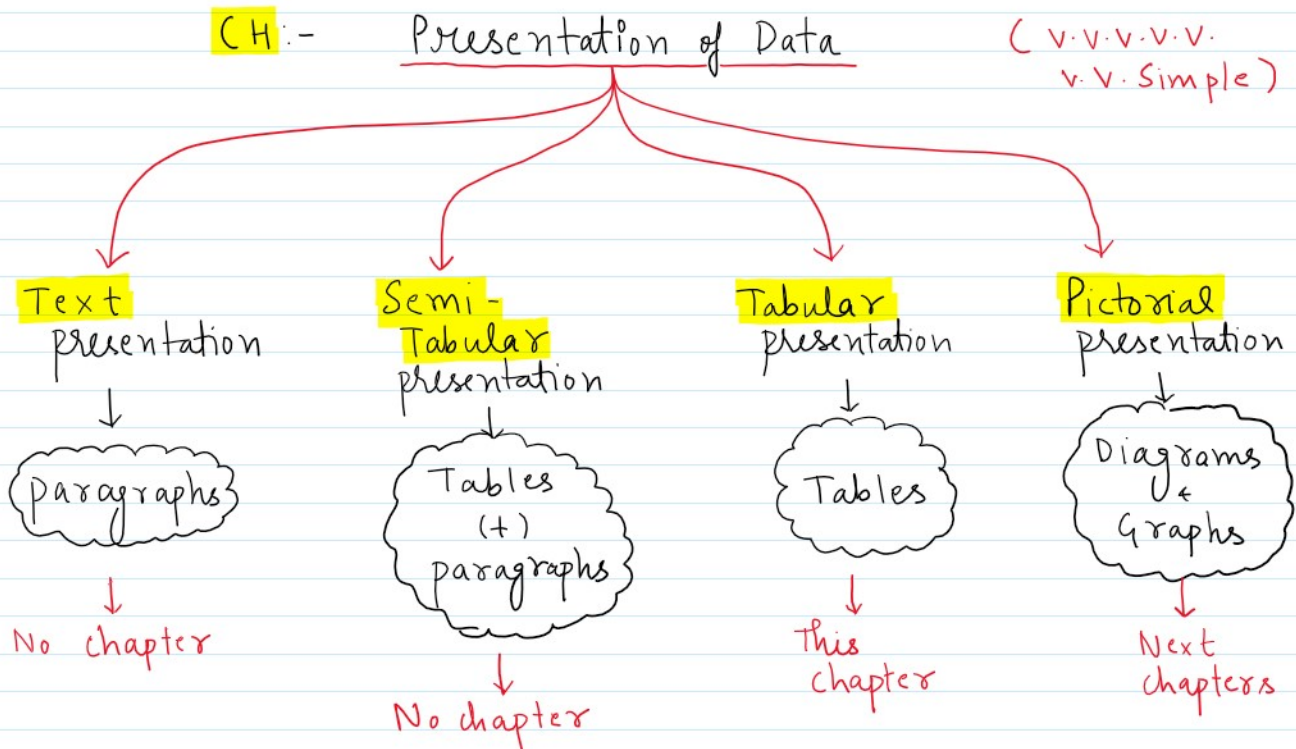 CH:- Presentation of Data
(V.V.V.V.V.
V.V. Simple)
Text
presentation
paragraphs
No chapter
Semi-
Tabular
presentation
Tables
(+)
paragraphs
No chapter
Tabular
presentation
Tables
This
chapter
Pictorial
presentation
Diagrams
&
Graphs
Next
chapters